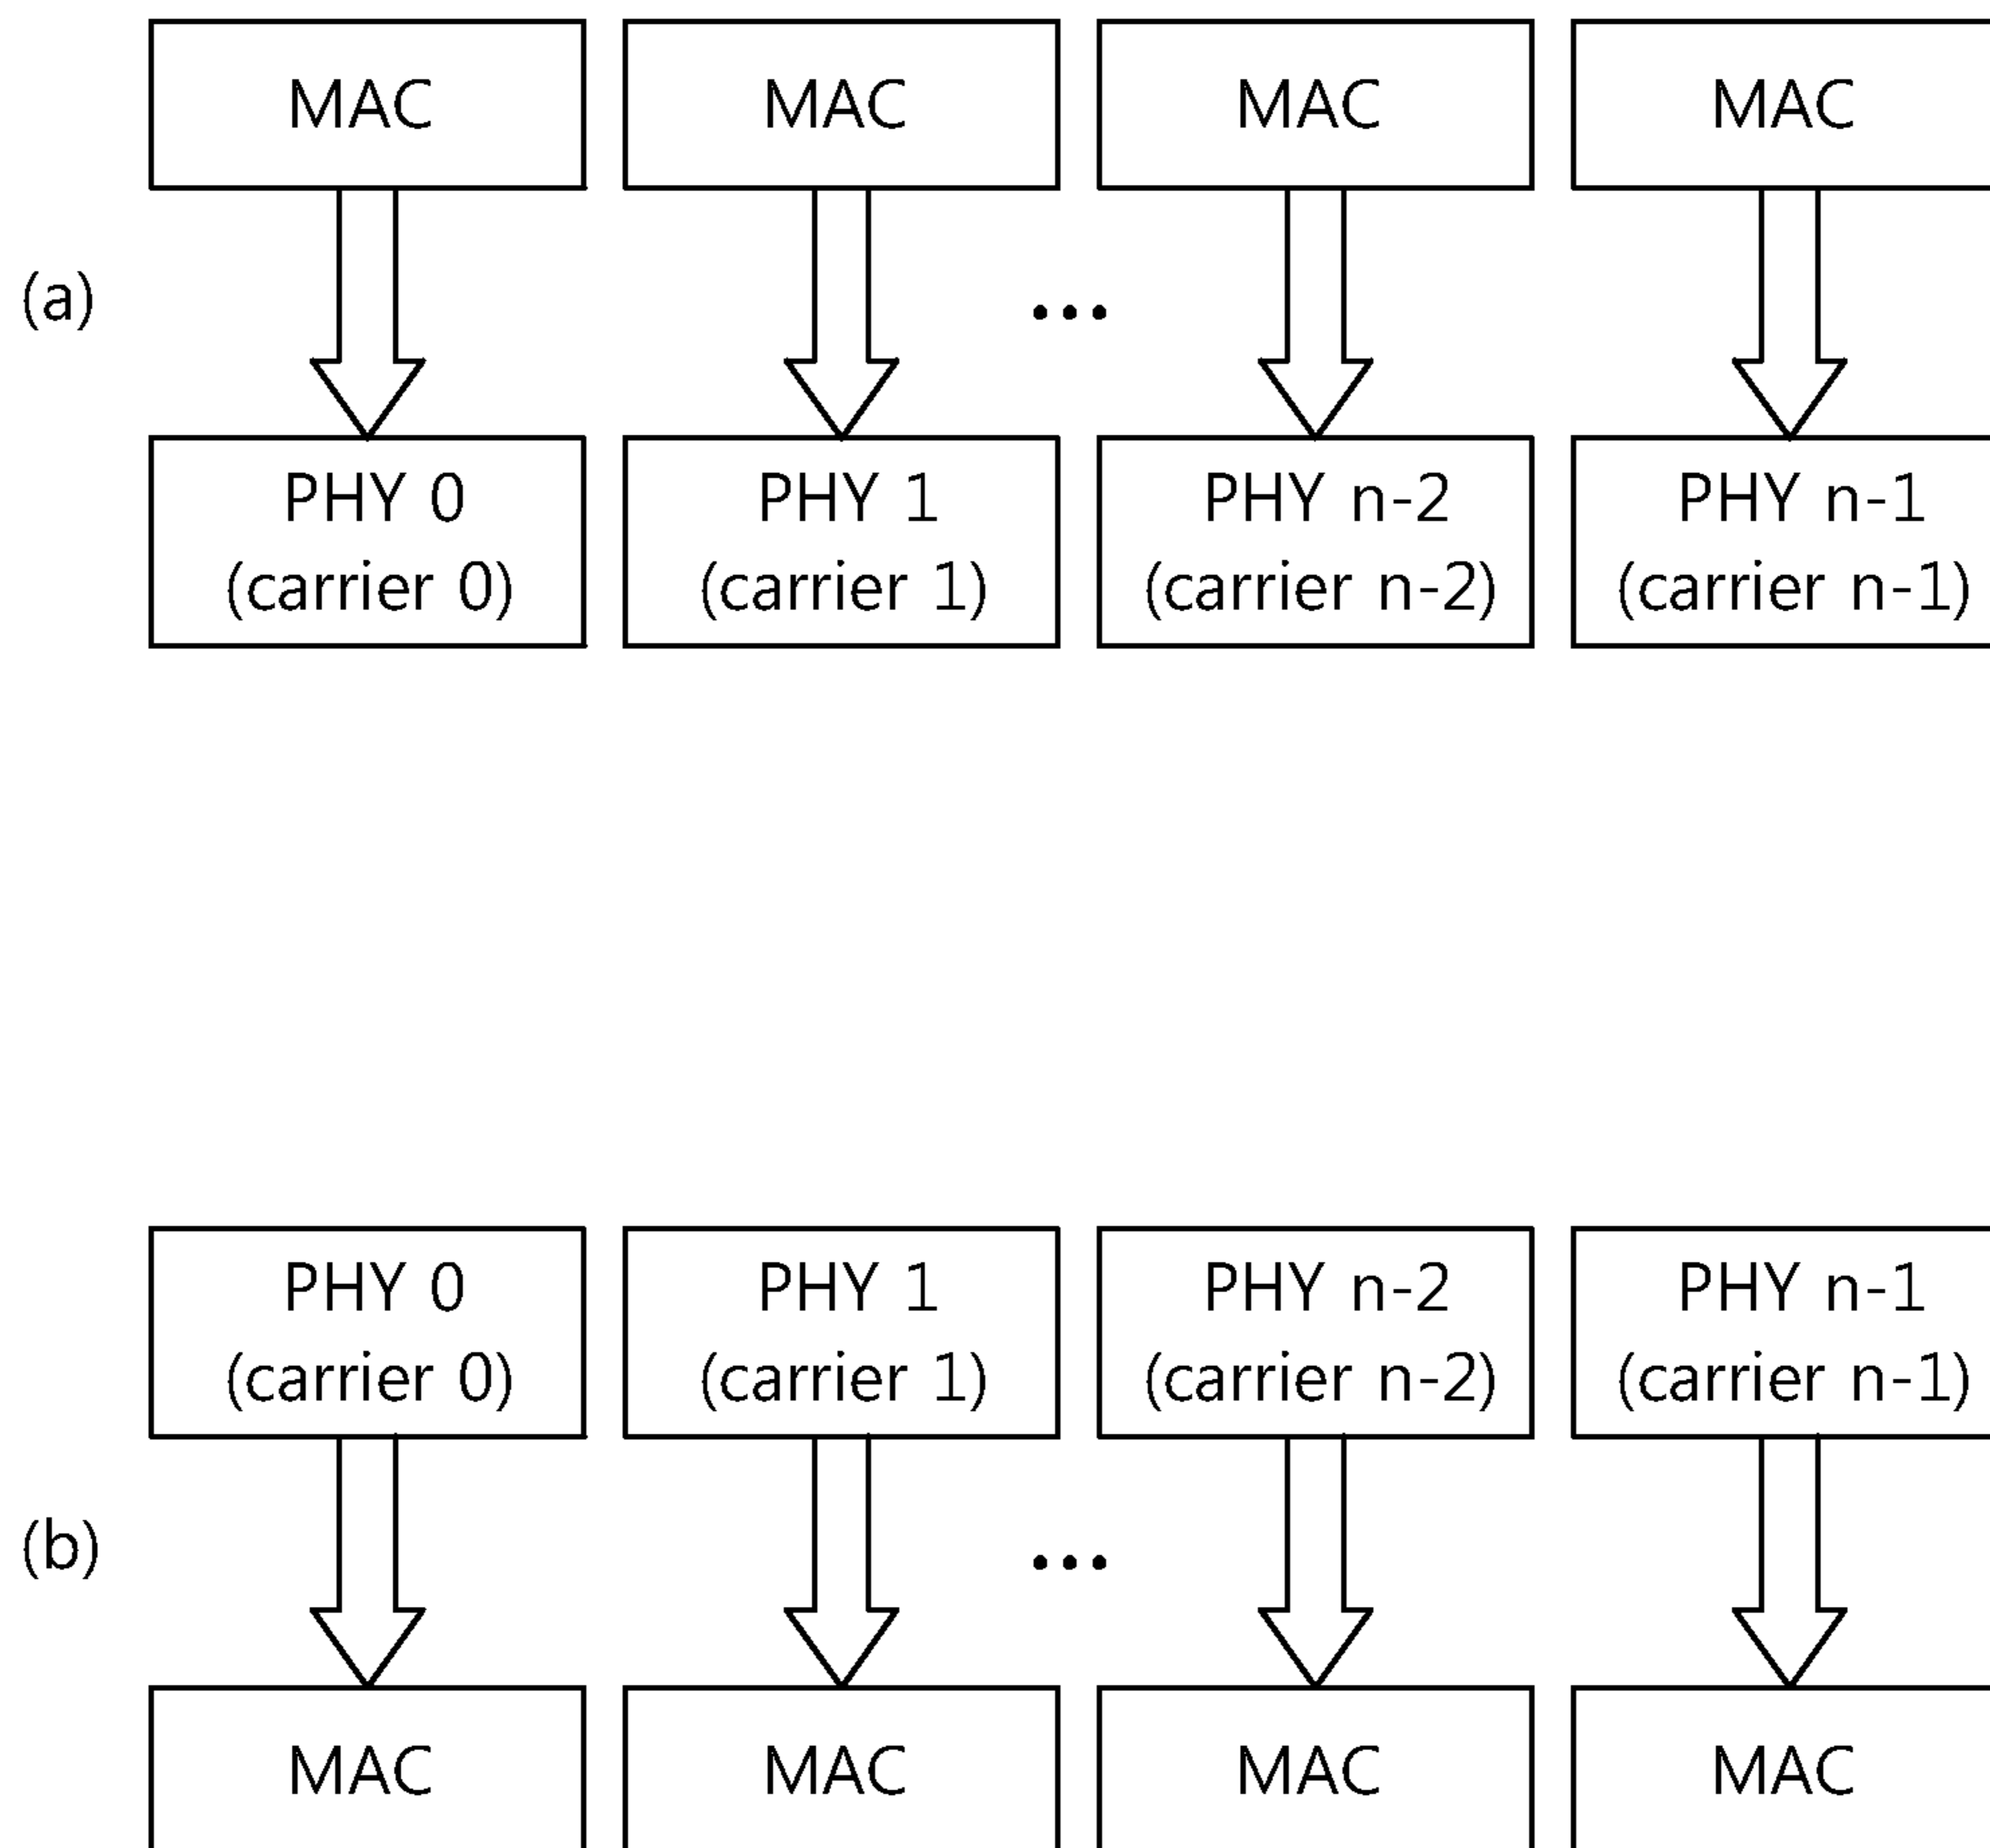 MAC MAC MAC MAC
(a)
...
PHY 0 PHY 1 PHY n-2 PHY n-1
(carrier 0) (carrier 1) (carrier n-2) (carrier n-1)
PHY 0 PHY 1 PHY n-2 PHY n-1
(carrier 0) (carrier 1) (carrier n-2) (carrier n-1)
(b)
...
MAC MAC MAC MAC